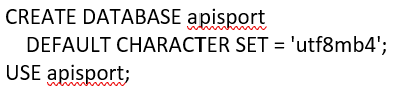 CREATE DATABASE apisport
    DEFAULT CHARACTER SET = 'utf8mb4';
USE apisport;